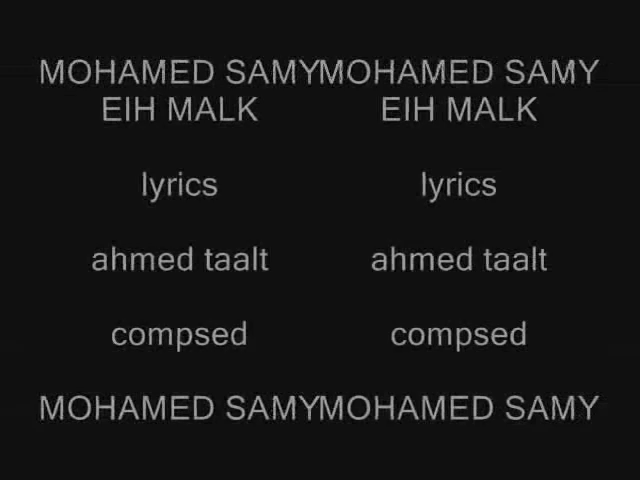 MOHAMED SAMYMOHAMED SAMY
EIH MALK EIH MALK
lyrics lyrics
ahmed taalt ahmed taalt
compsed compsed
MOHAMED SAMYMOHAMED SAMY